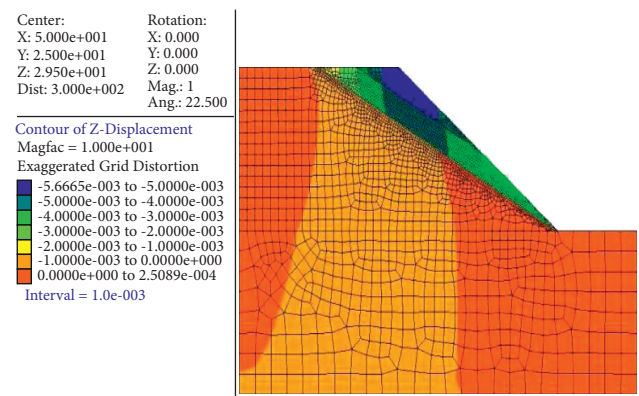 Center:
X: 5.000e+001
Y: 2.500e+001
Z: 2.950e+001
Dist: 3.000e+002
Rotation:
X: 0.000
Y: 0.000
Z: 0.000
Mag.: 1
Ang.: 22.500
Contour of Z-Displacement
Magfac = 1.000e+001
Exaggerated Grid Distortion
-5.6665e-003 to -5.0000e-003
-5.0000e-003 to -4.0000e-003
-4.0000e-003 to -3.0000e-003
-3.0000e-003 to -2.0000e-003
-2.0000e-003 to -1.0000e-003
-1.0000e-003 to 0.0000e+000
0.0000e+000 to 2.5089e-004
Interval = 1.0e-003